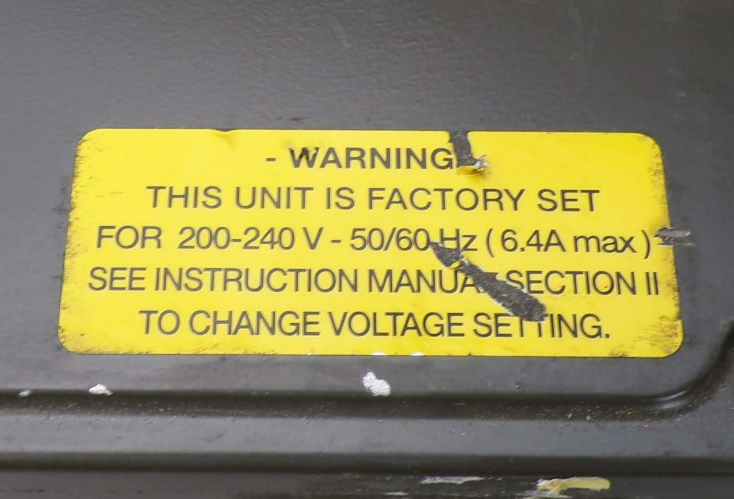 - WARNING
THIS UNIT IS FACTORY SET
FOR 200-240 V - 50/60 Hz ( 6.4A max )
SEE INSTRUCTION MANUAL SECTION II
TO CHANGE VOLTAGE SETTING.